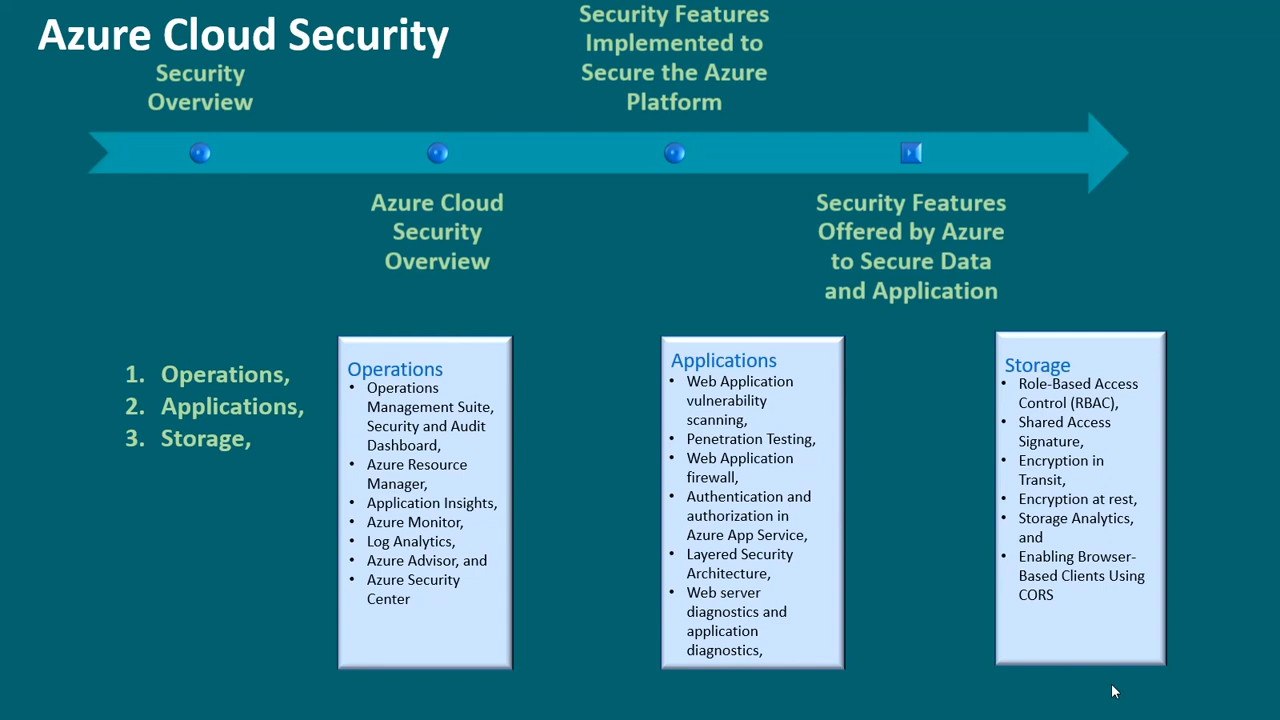 Azure Cloud Security
Security
Overview
Security Features
Implemented to
Secure the Azure
Platform
Azure Cloud
Security
Overview
Security Features
Offered by Azure
to Secure Data
and Application
1. Operations,
2. Applications,
3. Storage,
Operations
• Operations
Management Suite,
Security and Audit
Dashboard,
• Azure Resource
Manager,
• Application Insights,
• Azure Monitor,
• Log Analytics,
• Azure Advisor, and
• Azure Security
Center
Applications
• Web Application
vulnerability
scanning,
• Penetration Testing,
• Web Application
firewall,
• Authentication and
authorization in
Azure App Service,
• Layered Security
Architecture,
• Web server
diagnostics and
application
diagnostics,
Storage
• Role-Based Access
Control (RBAC),
• Shared Access
Signature,
• Encryption in
Transit,
• Encryption at rest,
• Storage Analytics,
and
• Enabling Browser-
Based Clients Using
CORS